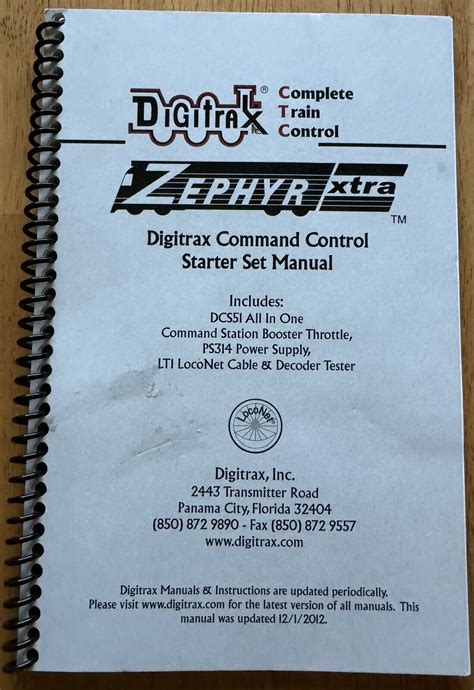 DIGITRAX® Complete
Train
Control
ZEPHYR xtra
TM
Digitrax Command Control
Starter Set Manual
Includes:
DCS51 All In One
Command Station Booster Throttle,
PS314 Power Supply,
LT1 LocoNet Cable & Decoder Tester
LocoNet®
Digitrax, Inc.
2443 Transmitter Road
Panama City, Florida 32404
(850) 872 9890 - Fax (850) 872 9557
www.digitrax.com
Digitrax Manuals & Instructions are updated periodically.
Please visit www.digitrax.com for the latest version of all manuals. This
manual was updated 12/1/2012.